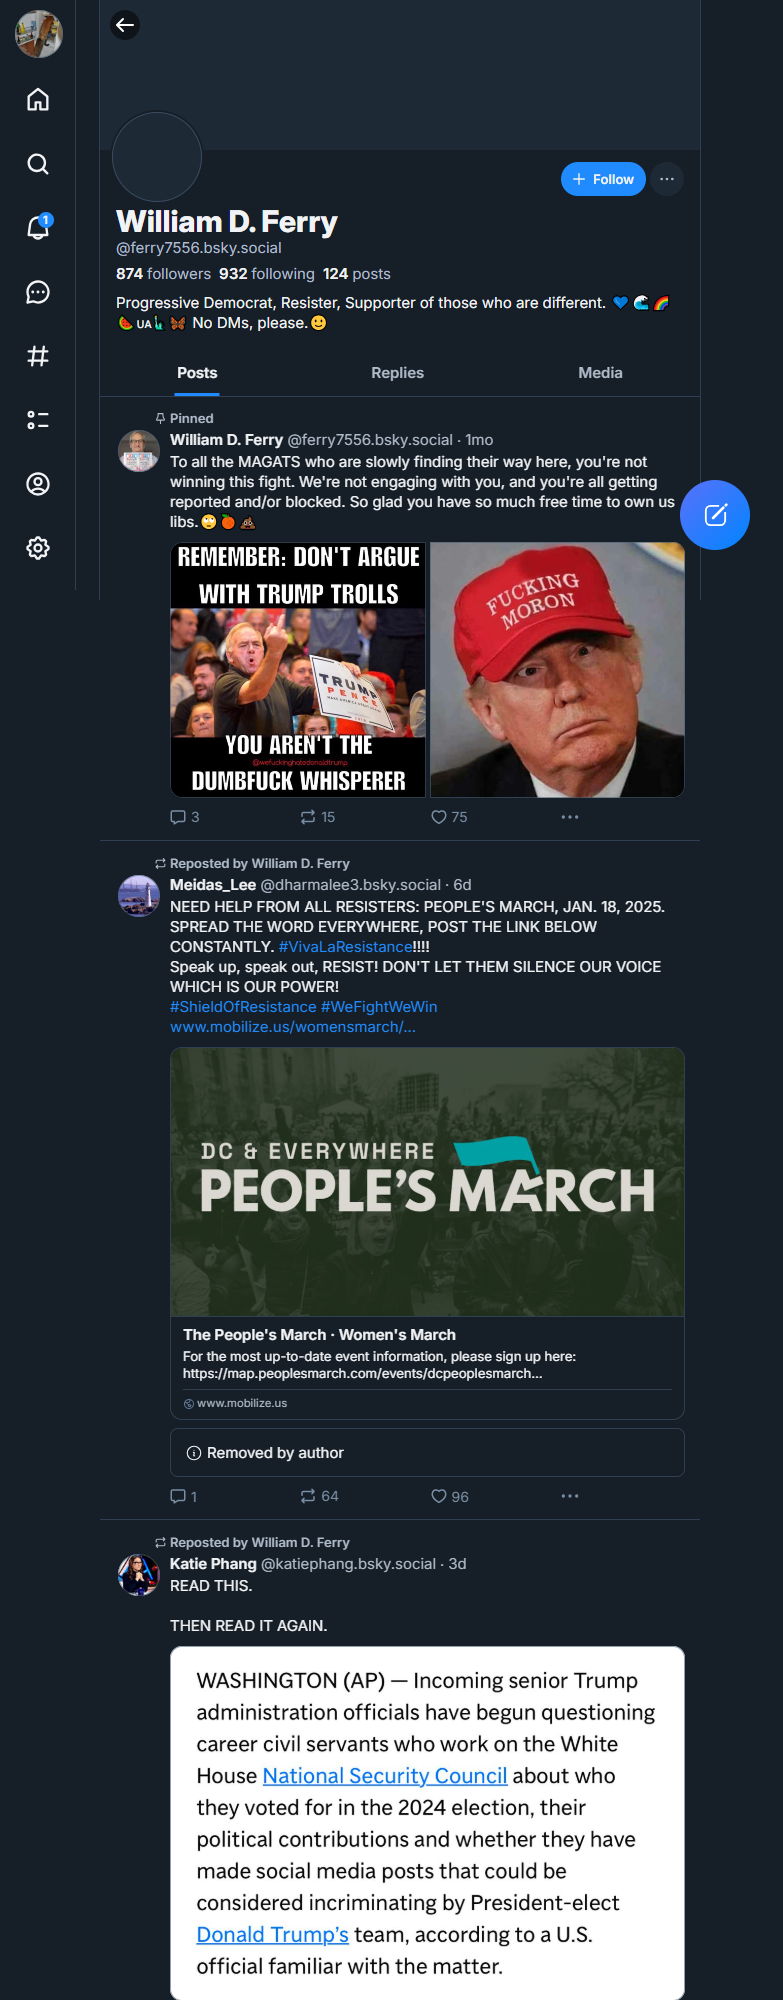 1
+ Follow
William D. Ferry
@ferry7556.bsky.social
874 followers 932 following 124 posts
Progressive Democrat, Resister, Supporter of those who are different. 💙 🌊 🌈
🍉 🇺🇦🗽 🦋 No DMs, please.🙂
Posts
Replies
Media
Pinned
William D. Ferry @ferry7556.bsky.social · 1mo
To all the MAGATS who are slowly finding their way here, you're not
winning this fight. We're not engaging with you, and you're all getting
reported and/or blocked. So glad you have so much free time to own us
libs.🙄 🍊 💩
REMEMBER: DON'T ARGUE
WITH TRUMP TROLLS
TRUMP
PENCE
YOU AREN'T THE
@wefuckinghatedonaldtrump
DUMBFUCK WHISPERER
FUCKING
MORON
3
15
75
Reposted by William D. Ferry
Meidas_Lee @dharmalee3.bsky.social · 6d
NEED HELP FROM ALL RESISTERS: PEOPLE'S MARCH, JAN. 18, 2025.
SPREAD THE WORD EVERYWHERE, POST THE LINK BELOW
CONSTANTLY. #VivaLaResistance!!!!
Speak up, speak out, RESIST! DON'T LET THEM SILENCE OUR VOICE
WHICH IS OUR POWER!
#ShieldOfResistance #WeFightWeWin
www.mobilize.us/womensmarch/...
DC & EVERYWHERE
PEOPLE'S MARCH
The People's March · Women's March
For the most up-to-date event information, please sign up here:
https://map.peoplesmarch.com/events/dcpeoplesmarch...
www.mobilize.us
Removed by author
1
64
96
Reposted by William D. Ferry
Katie Phang @katiephang.bsky.social · 3d
READ THIS.
THEN READ IT AGAIN.
WASHINGTON (AP) — Incoming senior Trump
administration officials have begun questioning
career civil servants who work on the White
House National Security Council about who
they voted for in the 2024 election, their
political contributions and whether they have
made social media posts that could be
considered incriminating by President-elect
Donald Trump's team, according to a U.S.
official familiar with the matter.